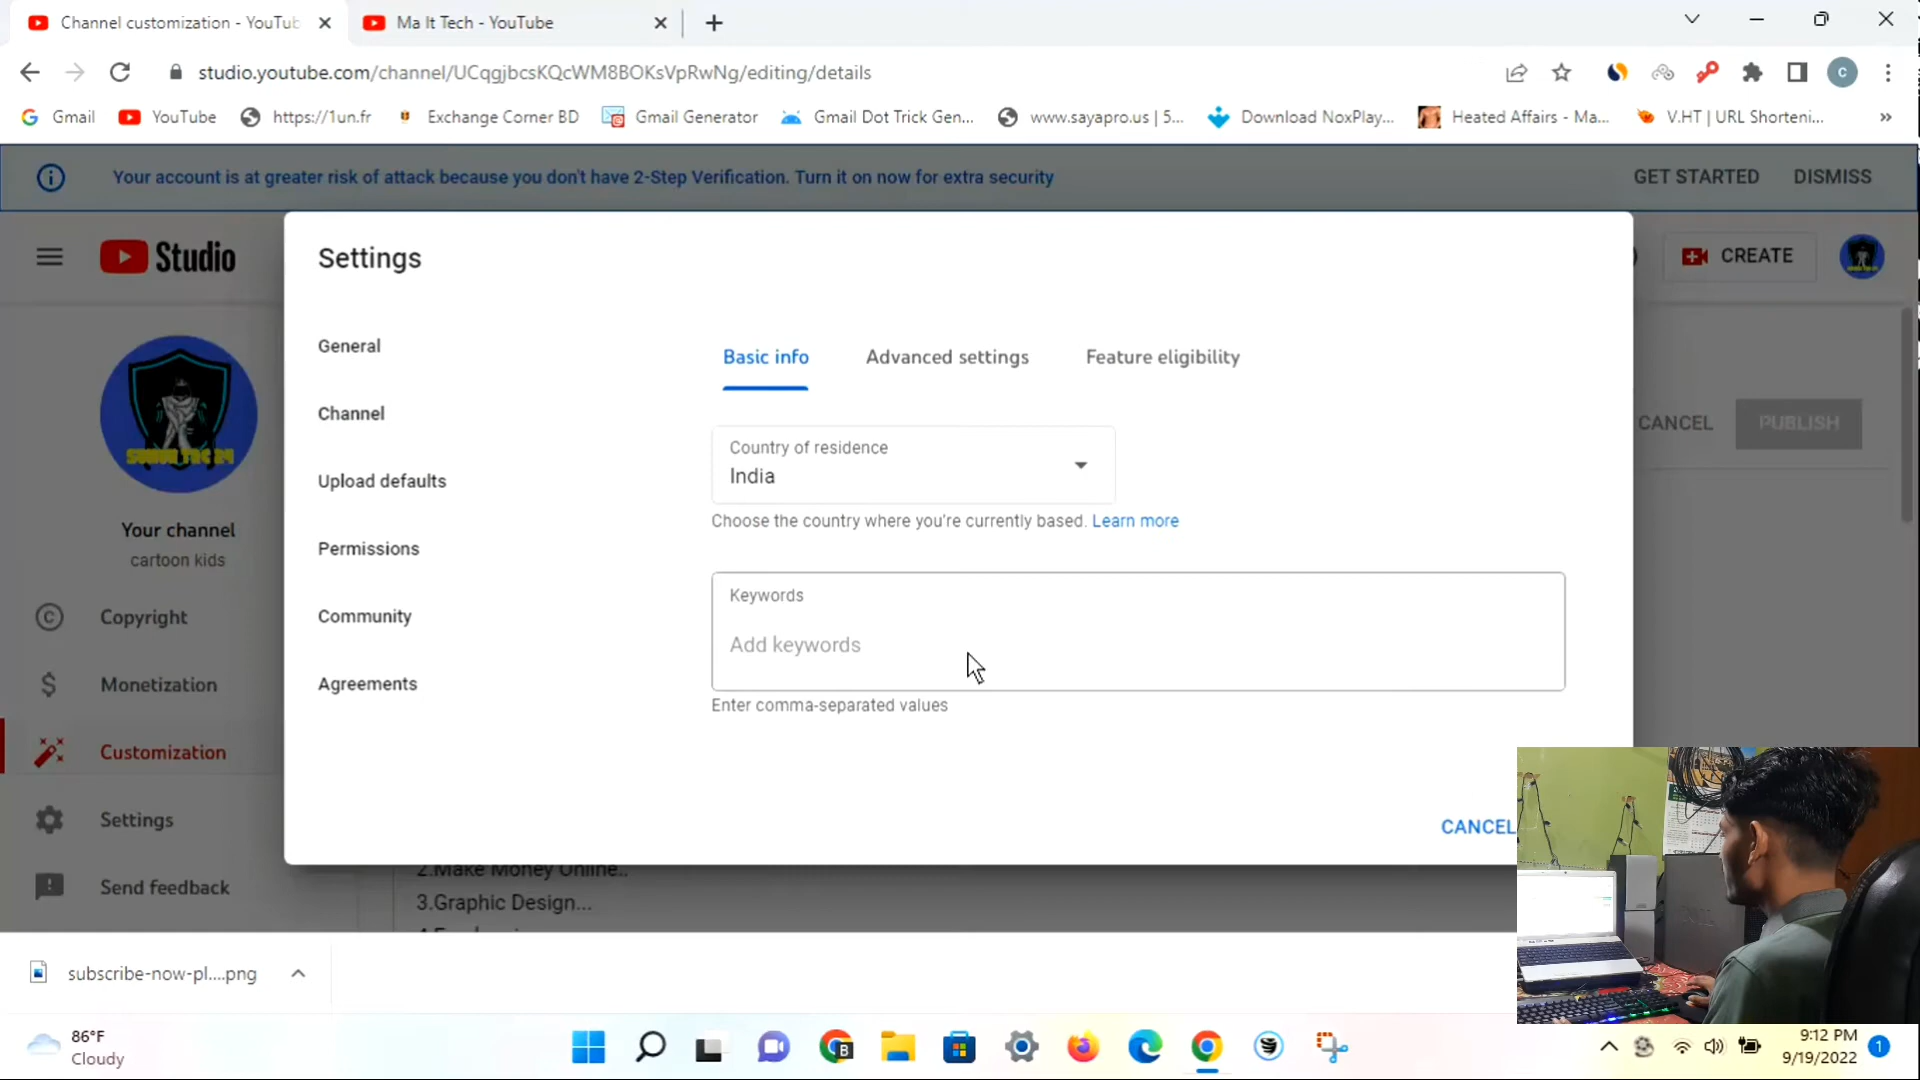 Channel customization - YouTub
Ma It Tech - YouTube
studio.youtube.com/channel/UCqgjbcsKQcWM8BOKsVpRwNg/editing/details
C
Gmail
YouTube
https://1un.fr
Exchange Corner BD
Gmail Generator
Gmail Dot Trick Gen...
www.sayapro.us | 5...
Download NoxPlay...
Heated Affairs - Ma...
V.HT | URL Shorteni...
»
Your account is at greater risk of attack because you don't have 2-Step Verification. Turn it on now for extra security
GET STARTED
DISMISS
Studio
CREATE
Settings
General
Channel
Upload defaults
Permissions
Community
Agreements
Basic info
Advanced settings
Feature eligibility
Country of residence
India
Choose the country where you're currently based. Learn more
Keywords
Add keywords
Enter comma-separated values
CANCEL
CANCEL
PUBLISH
Your channel
cartoon kids
Copyright
Monetization
Customization
Settings
Send feedback
2.Make Money Online..
3.Graphic Design...
subscribe-now-pl....png
86°F
Cloudy
B
9:12 PM
9/19/2022
1